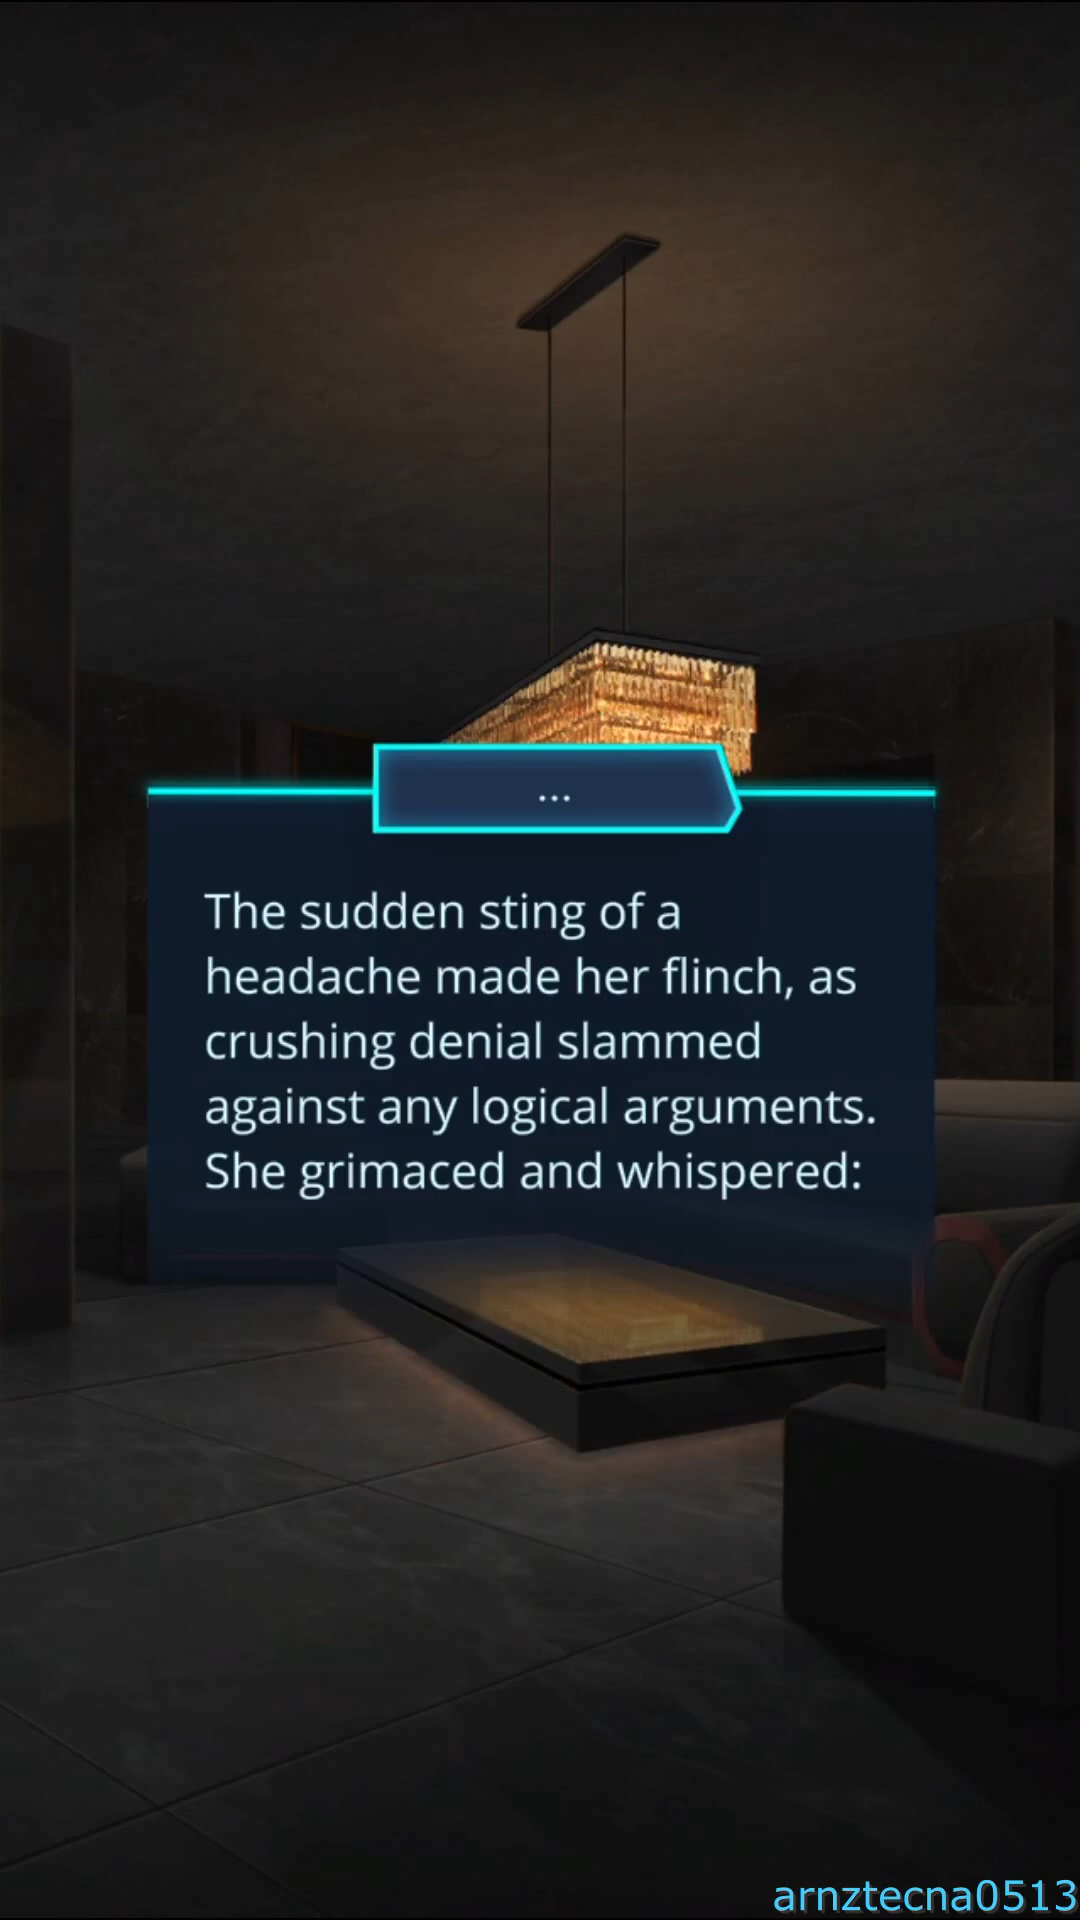 ...
The sudden sting of a
headache made her flinch, as
crushing denial slammed
against any logical arguments.
She grimaced and whispered:
arnztecna0513